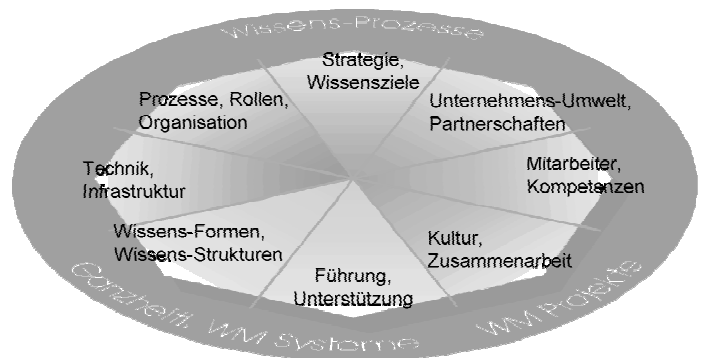 Wissens-Prozesse
Strategie,
Wissensziele
Unternehmens-Umwelt,
Partnerschaften
Mitarbeiter,
Kompetenzen
Kultur,
Zusammenarbeit
Führung,
Unterstützung
Wissens-Formen,
Wissens-Strukturen
Technik,
Infrastruktur
Prozesse, Rollen,
Organisation
Ganzheitl. WM Systeme
WM Projekte